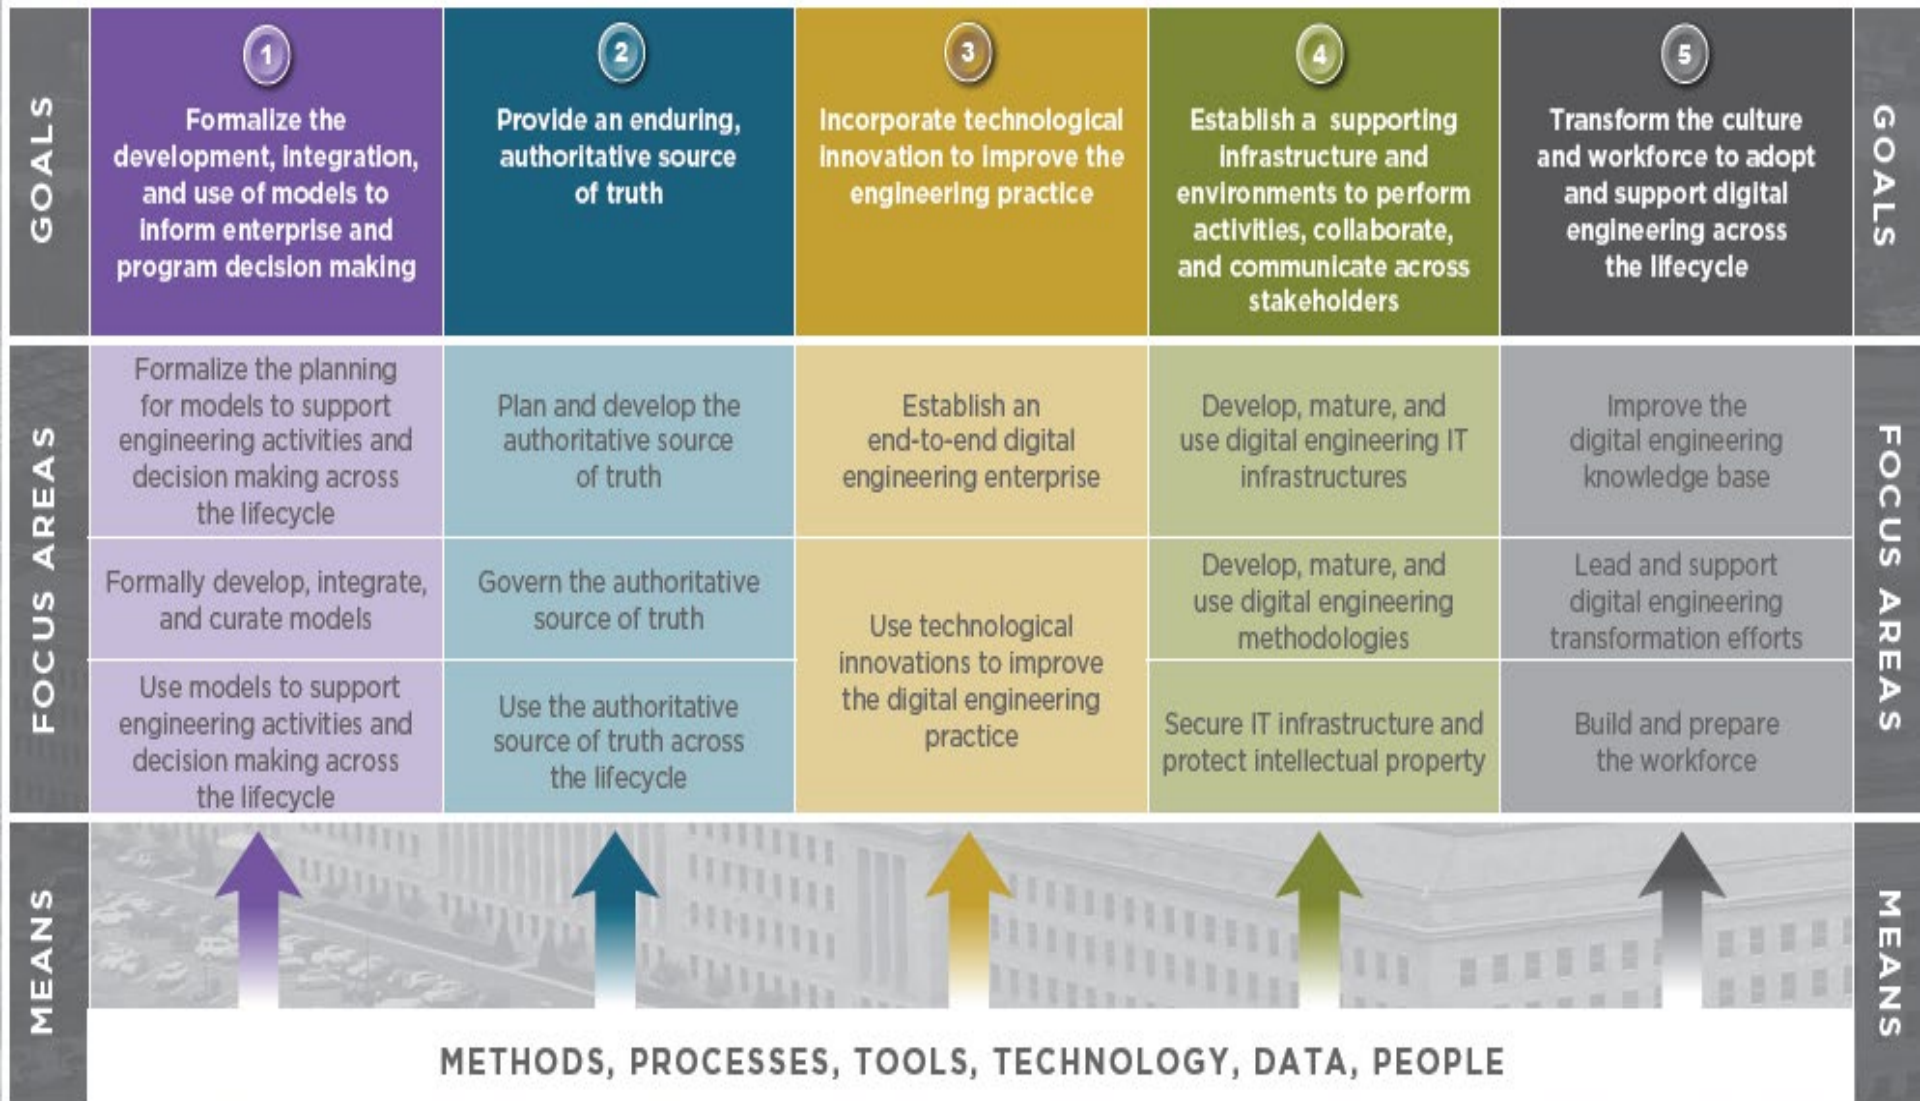 GOALS
1
Formalize the
development, integration,
and use of models to
inform enterprise and
program decision making
2
Provide an enduring,
authoritative source
of truth
3
Incorporate technological
innovation to improve the
engineering practice
4
Establish a supporting
infrastructure and
environments to perform
activities, collaborate,
and communicate across
stakeholders
5
Transform the culture
and workforce to adopt
and support digital
engineering across
the lifecycle
GOALS
FOCUS AREAS
Formalize the planning
for models to support
engineering activities and
decision making across
the lifecycle
Plan and develop the
authoritative source
of truth
Establish an
end-to-end digital
engineering enterprise
Develop, mature, and
use digital engineering IT
infrastructures
Improve the
digital engineering
knowledge base
Formally develop, integrate,
and curate models
Govern the authoritative
source of truth
Use technological
innovations to improve
the digital engineering
practice
Develop, mature, and
use digital engineering
methodologies
Lead and support
digital engineering
transformation efforts
Use models to support
engineering activities and
decision making across
the lifecycle
Use the authoritative
source of truth across
the lifecycle
Secure IT infrastructure and
protect intellectual property
Build and prepare
the workforce
FOCUS AREAS
MEANS
METHODS, PROCESSES, TOOLS, TECHNOLOGY, DATA, PEOPLE
MEANS